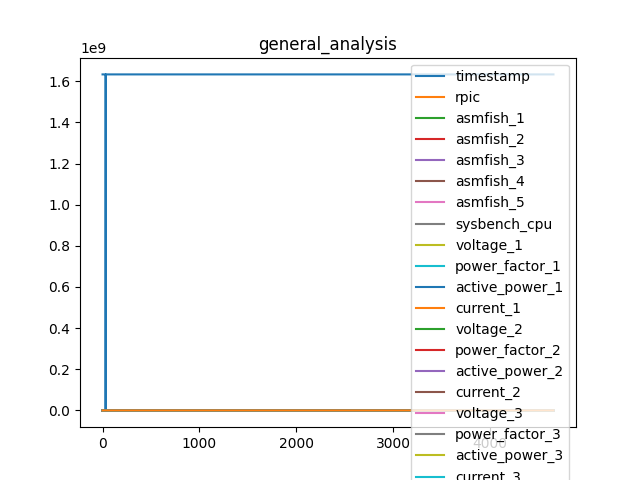 general_analysis
1e9
1.6
1.4
1.2
1.0
0.8
0.6
0.4
0.2
0.0
0
1000
2000
3000
4000
timestamp
rpic
asmfish_1
asmfish_2
asmfish_3
asmfish_4
asmfish_5
sysbench_cpu
voltage_1
power_factor_1
active_power_1
current_1
voltage_2
power_factor_2
active_power_2
current_2
voltage_3
power_factor_3
active_power_3
current_3